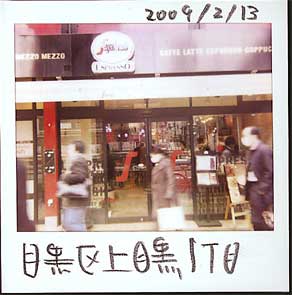 2009/2/13
MEZZO MEZZO
ESPRESSO
CAFFE LATTE ESPRESSO CAPPUC
目黒区上目黒1丁目